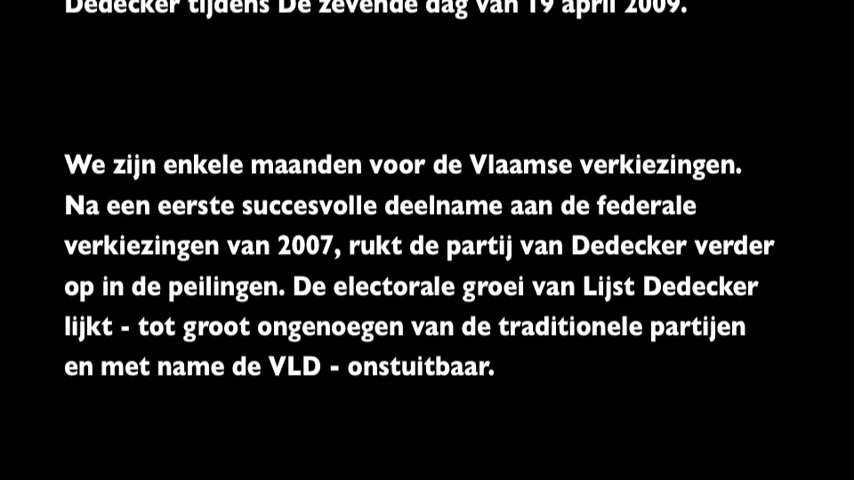 Dedecker tijdens De zevende dag van 19 april 2009.
We zijn enkele maanden voor de Vlaamse verkiezingen.
Na een eerste succesvolle deelname aan de federale
verkiezingen van 2007, rukt de partij van Dedecker verder
op in de peilingen. De electorale groei van Lijst Dedecker
lijkt - tot groot ongenoegen van de traditionele partijen
en met name de VLD - onstuitbaar.